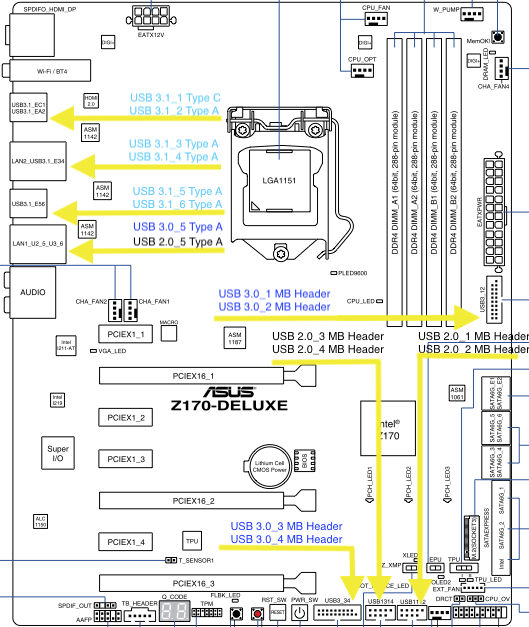 SPDIFO_HDMI_DP
EATX12V
DIGI+
CPU_FAN
W_PUMP
MemOK!
DIGI+
DIGI+
DRAM_LED
CHA_FAN4
Wi-Fi / BT4
CPU_OPT
USB3.1_EC1
USB3.1_EA2
HDMI
2.0
USB 3.1_1 Type C
USB 3.1_2 Type A
ASM
1142
LAN2_USB3.1_E34
USB 3.1_3 Type A
USB 3.1_4 Type A
LGA1151
DDR4 DIMM_A1 (64bit, 288-pin module)
DDR4 DIMM_A2 (64bit, 288-pin module)
DDR4 DIMM_B1 (64bit, 288-pin module)
DDR4 DIMM_B2 (64bit, 288-pin module)
EATXPWR
ASM
1142
USB3.1_E56
USB 3.1_5 Type A
USB 3.1_6 Type A
ASM
1142
LAN1_U2_5_U3_6
USB 3.0_5 Type A
USB 2.0_5 Type A
PLED9600
AUDIO
CHA_FAN2
CHA_FAN1
USB 3.0_1 MB Header
USB 3.0_2 MB Header
CPU_LED
USB3_12
MACRO
PCIEX1_1
Intel
I211-AT
VGA_LED
ASM
1187
USB 2.0_3 MB Header
USB 2.0_4 MB Header
USB 2.0_1 MB Header
USB 2.0_2 MB Header
PCIEX16_1
ASUS
Z170-DELUXE
ASM
1061
SATA6G_E1
SATA6G_E2
Intel
I219
PCIEX1_2
Intel®
Z170
SATA6G_5
SATA6G_6
Super
I/O
PCIEX1_3
Lithium Cell
CMOS Power
BIOS
SATA6G_3
SATA6G_4
PCH_LED1
PCH_LED2
PCH_LED3
PCIEX16_2
SATA6G_1
SATA6G_2
SATAEXPRESS
Intel
M.2(SOCKET3)
ALC
1150
PCIEX1_4
TPU
USB 3.0_3 MB Header
USB 3.0_4 MB Header
T_SENSOR1
XLED
Z_XMP
EPU
TPU
PCIEX16_3
OLED2
TPU_LED
EXT_FAN
SPDIF_OUT
AAFP
TB_HEADER
Q_CODE
TPM
FLBK_LED
RST_SW
RESET
PWR_SW
USB3_34
USB1314
DRCT
CPU_OV